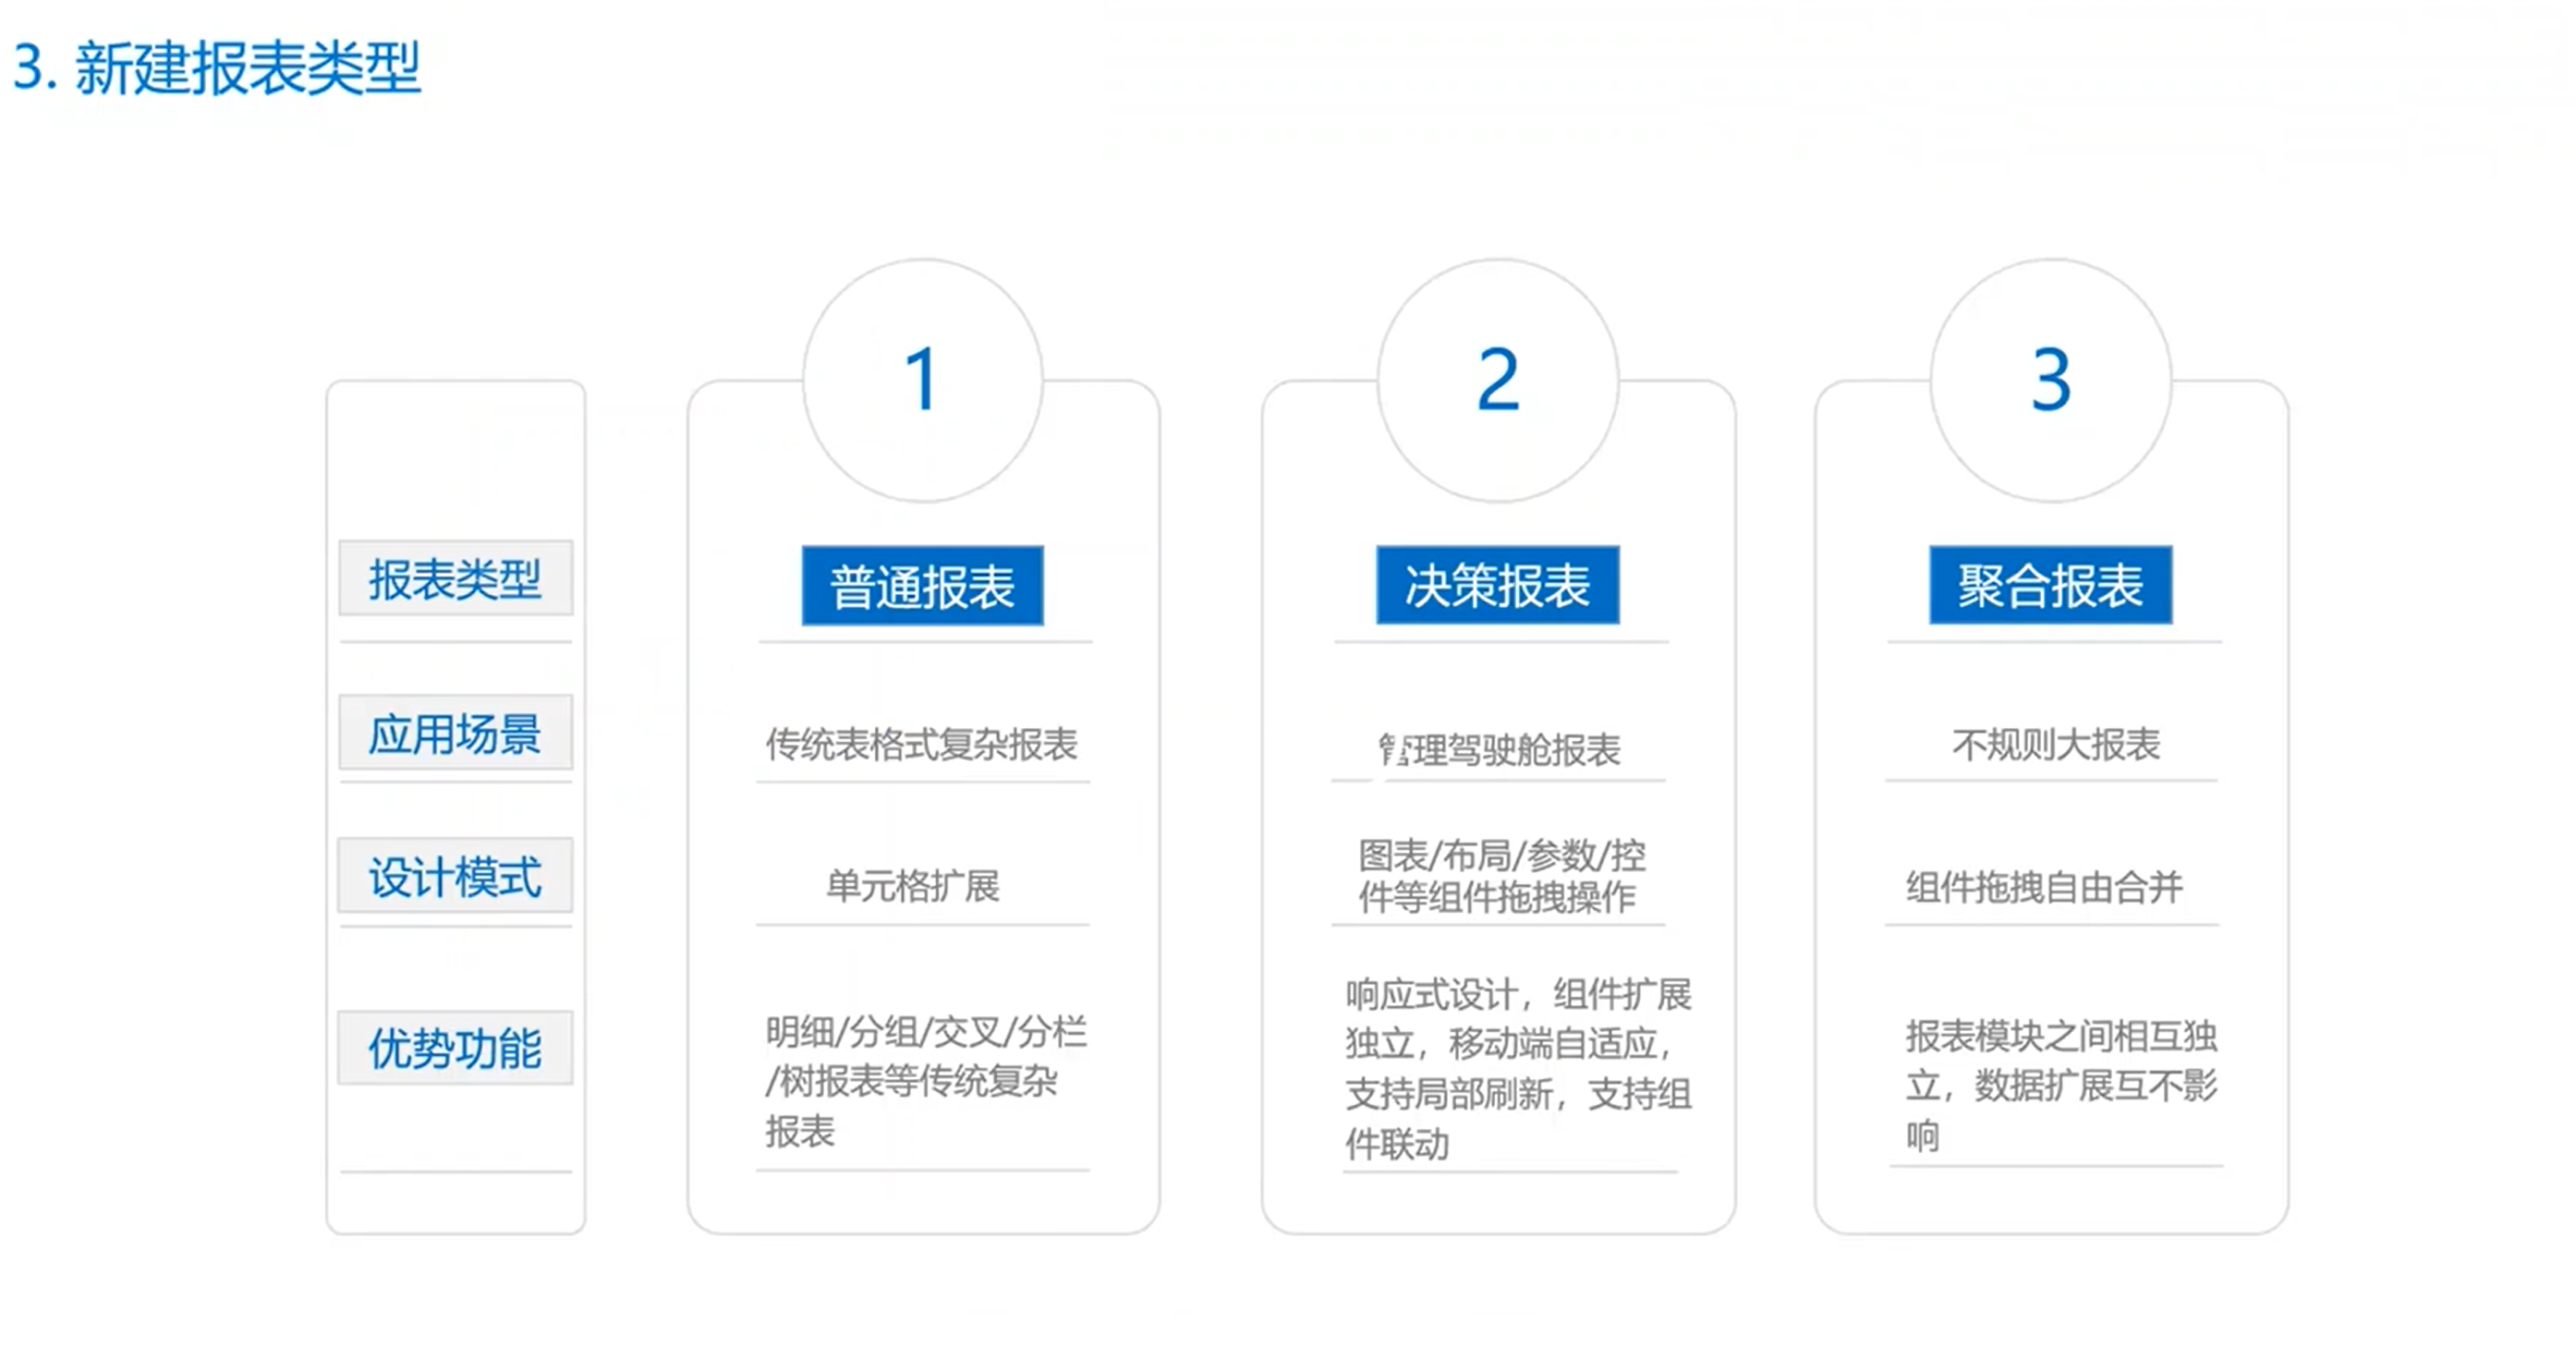 3. 新建报表类型
报表类型
应用场景
设计模式
优势功能
1
普通报表
传统表格式复杂报表
单元格扩展
明细/分组/交叉/分栏
/树报表等传统复杂
报表
2
决策报表
管理驾驶舱报表
图表/布局/参数/控
件等组件拖拽操作
响应式设计，组件扩展
独立，移动端自适应，
支持局部刷新，支持组
件联动
3
聚合报表
不规则大报表
组件拖拽自由合并
报表模块之间相互独
立，数据扩展互不影
响